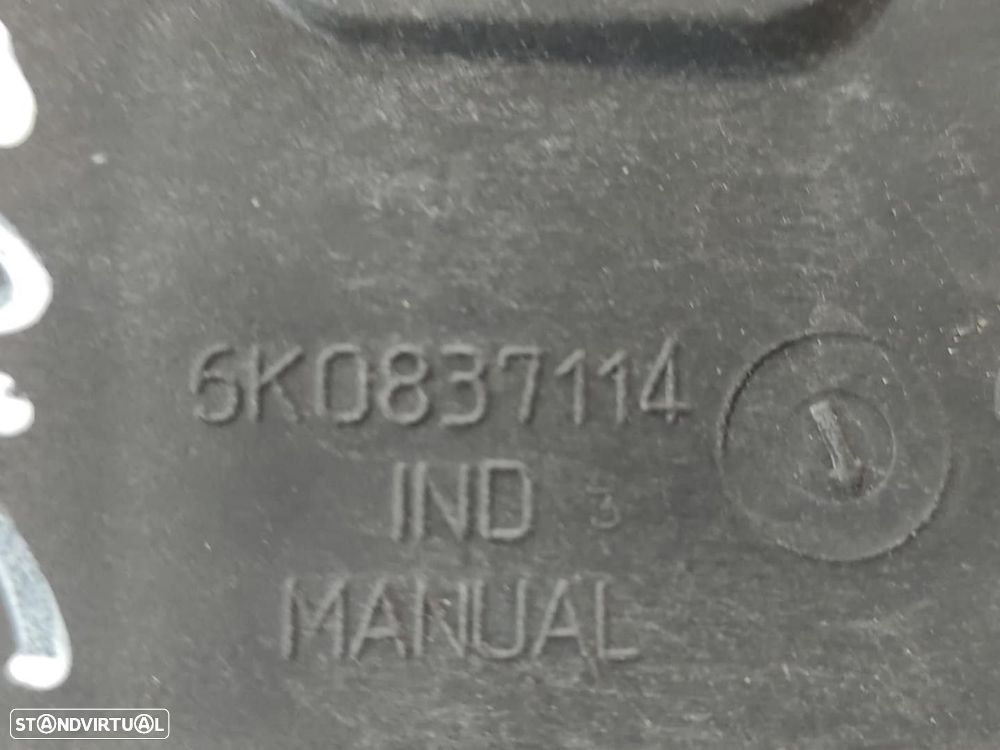 6K0837114
IND 3
MANUAL
STANDVIRTUAL